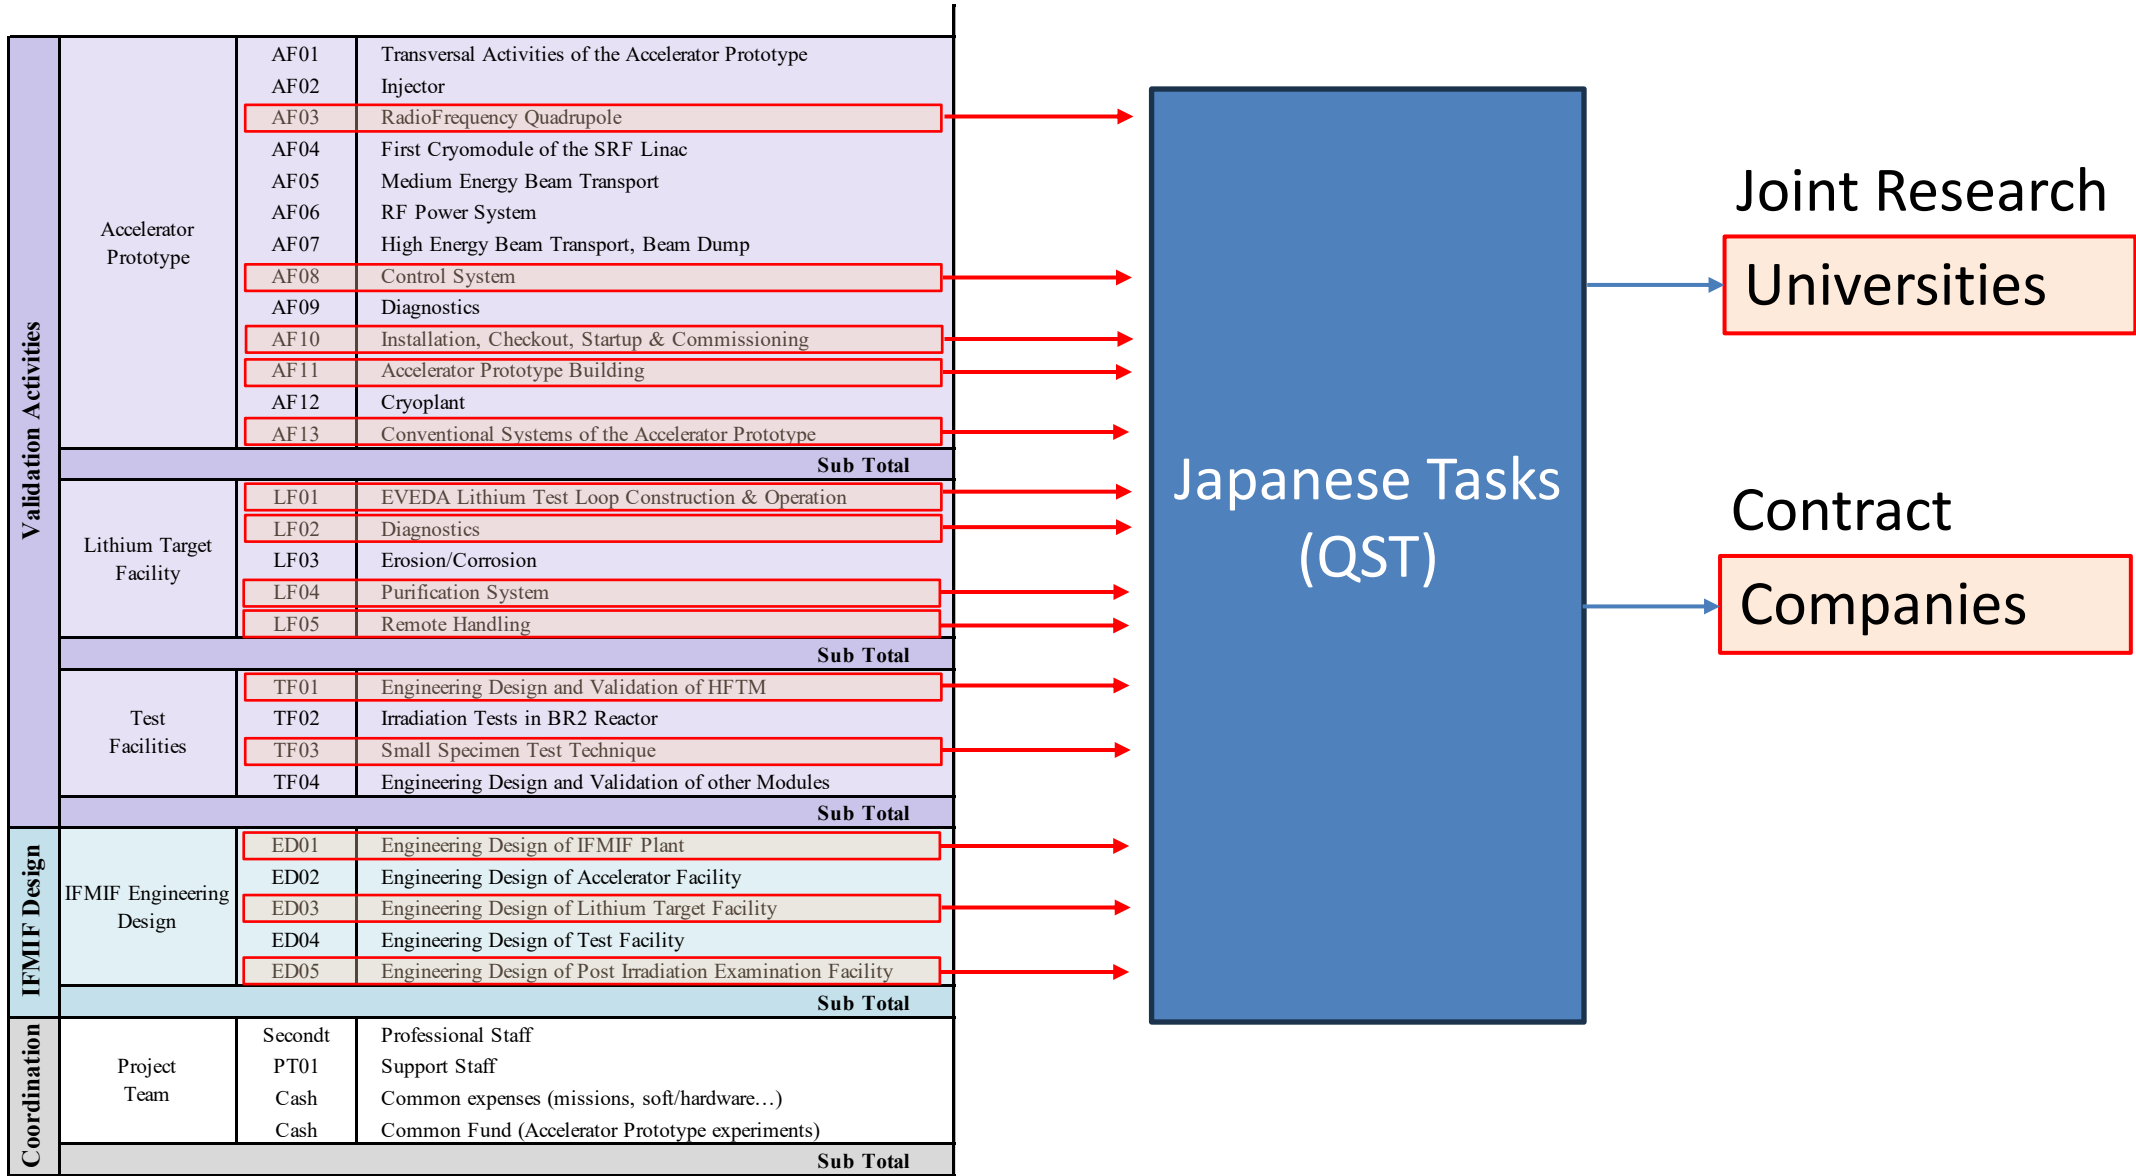 Validation Activities
Accelerator
Prototype
AF01 Transversal Activities of the Accelerator Prototype
AF02 Injector
AF03 RadioFrequency Quadrupole
AF04 First Cryomodule of the SRF Linac
AF05 Medium Energy Beam Transport
AF06 RF Power System
AF07 High Energy Beam Transport, Beam Dump
AF08 Control System
AF09 Diagnostics
AF10 Installation, Checkout, Startup & Commissioning
AF11 Accelerator Prototype Building
AF12 Cryoplant
AF13 Conventional Systems of the Accelerator Prototype
Sub Total
Lithium Target
Facility
LF01 EVEDA Lithium Test Loop Construction & Operation
LF02 Diagnostics
LF03 Erosion/Corrosion
LF04 Purification System
LF05 Remote Handling
Sub Total
Test
Facilities
TF01 Engineering Design and Validation of HFTM
TF02 Irradiation Tests in BR2 Reactor
TF03 Small Specimen Test Technique
TF04 Engineering Design and Validation of other Modules
Sub Total
IFMIF Design
IFMIF Engineering
Design
ED01 Engineering Design of IFMIF Plant
ED02 Engineering Design of Accelerator Facility
ED03 Engineering Design of Lithium Target Facility
ED04 Engineering Design of Test Facility
ED05 Engineering Design of Post Irradiation Examination Facility
Sub Total
Coordination
Project
Team
Secondt Professional Staff
PT01 Support Staff
Cash Common expenses (missions, soft/hardware…)
Cash Common Fund (Accelerator Prototype experiments)
Sub Total
Japanese Tasks
(QST)
Joint Research
Universities
Contract
Companies